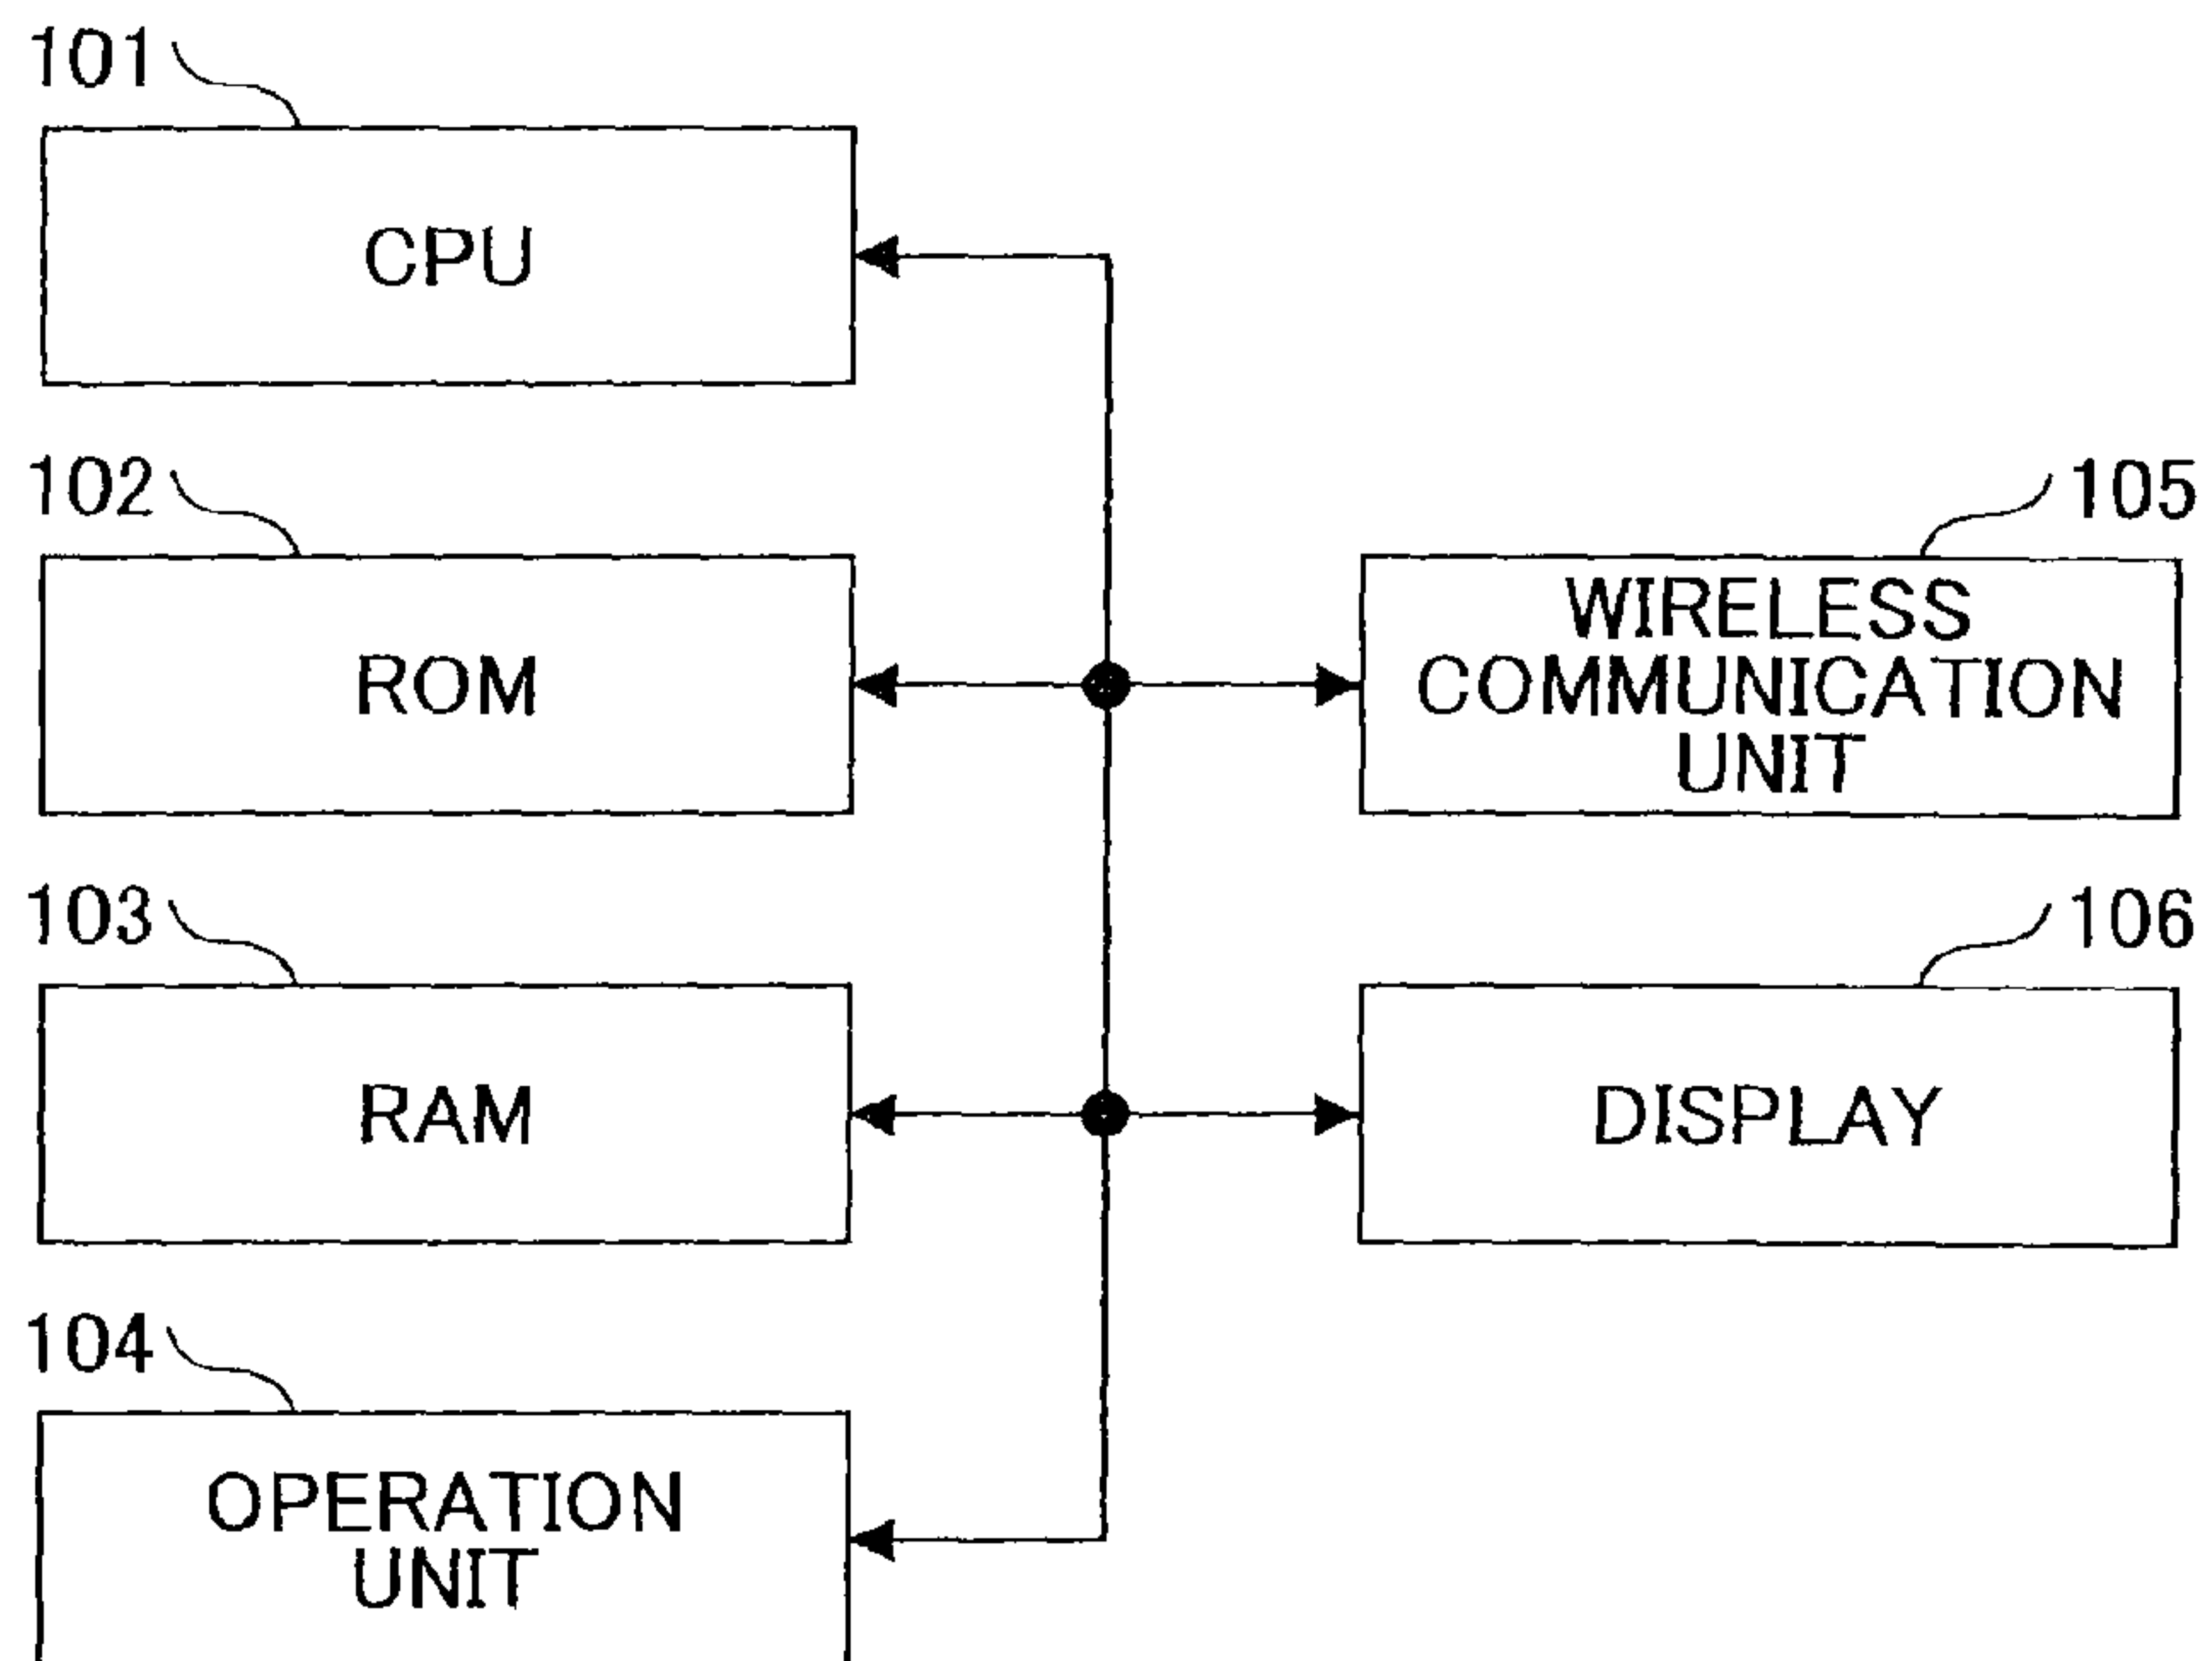 101
CPU
102
ROM
105
WIRELESS
COMMUNICATION
UNIT
103
RAM
106
DISPLAY
104
OPERATION
UNIT